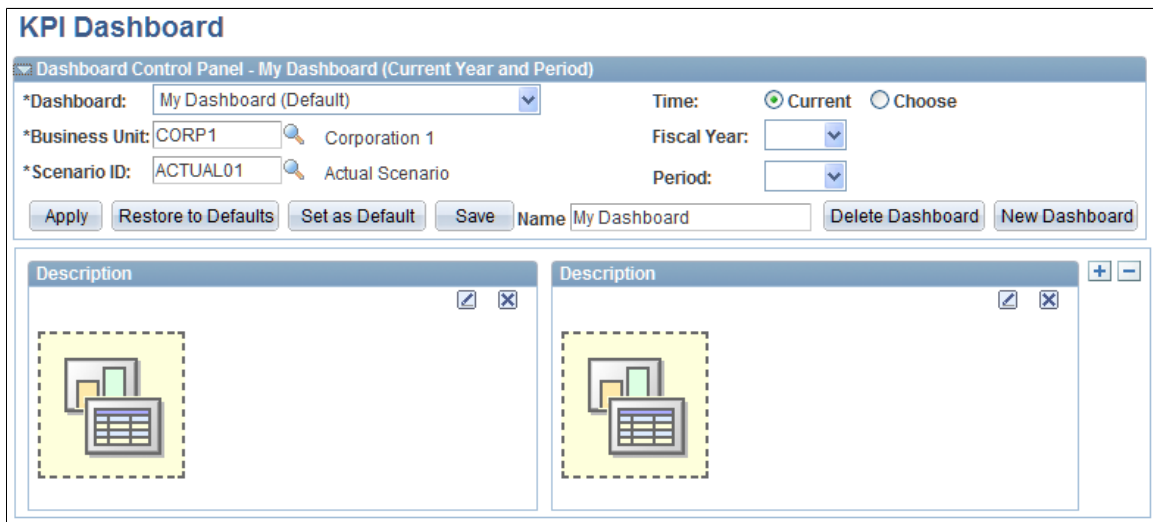 KPI Dashboard
Dashboard Control Panel - My Dashboard (Current Year and Period)
*Dashboard: My Dashboard (Default) Time: Current Choose
*Business Unit: CORP1 Corporation 1 Fiscal Year:
*Scenario ID: ACTUAL01 Actual Scenario Period:
Apply Restore to Defaults Set as Default Save Name My Dashboard Delete Dashboard New Dashboard
Description Description